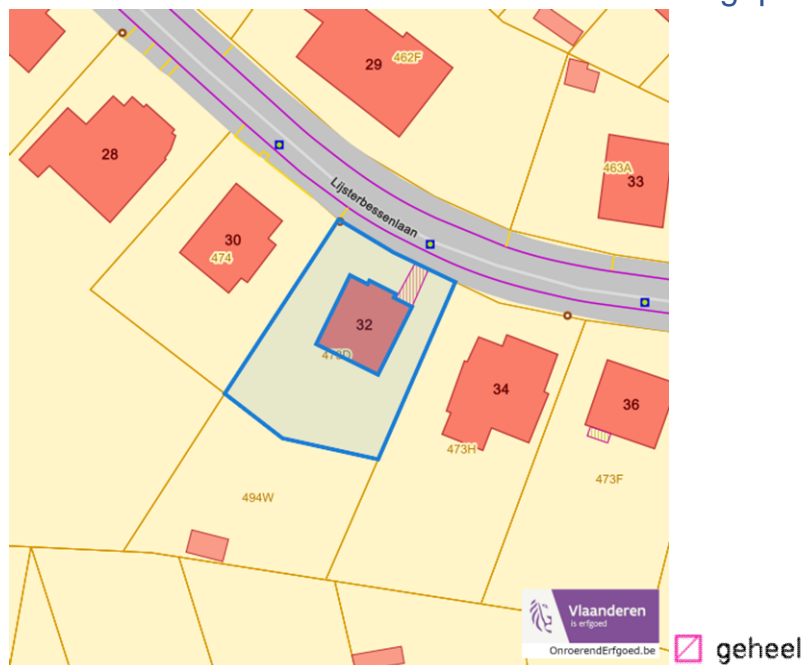 29
462F
28
463A
33
Lijsterbessenlaan
30
474
32
34
36
473H
473F
494W
Vlaanderen
is erfgoed
OnroerendErfgoed.be
geheel